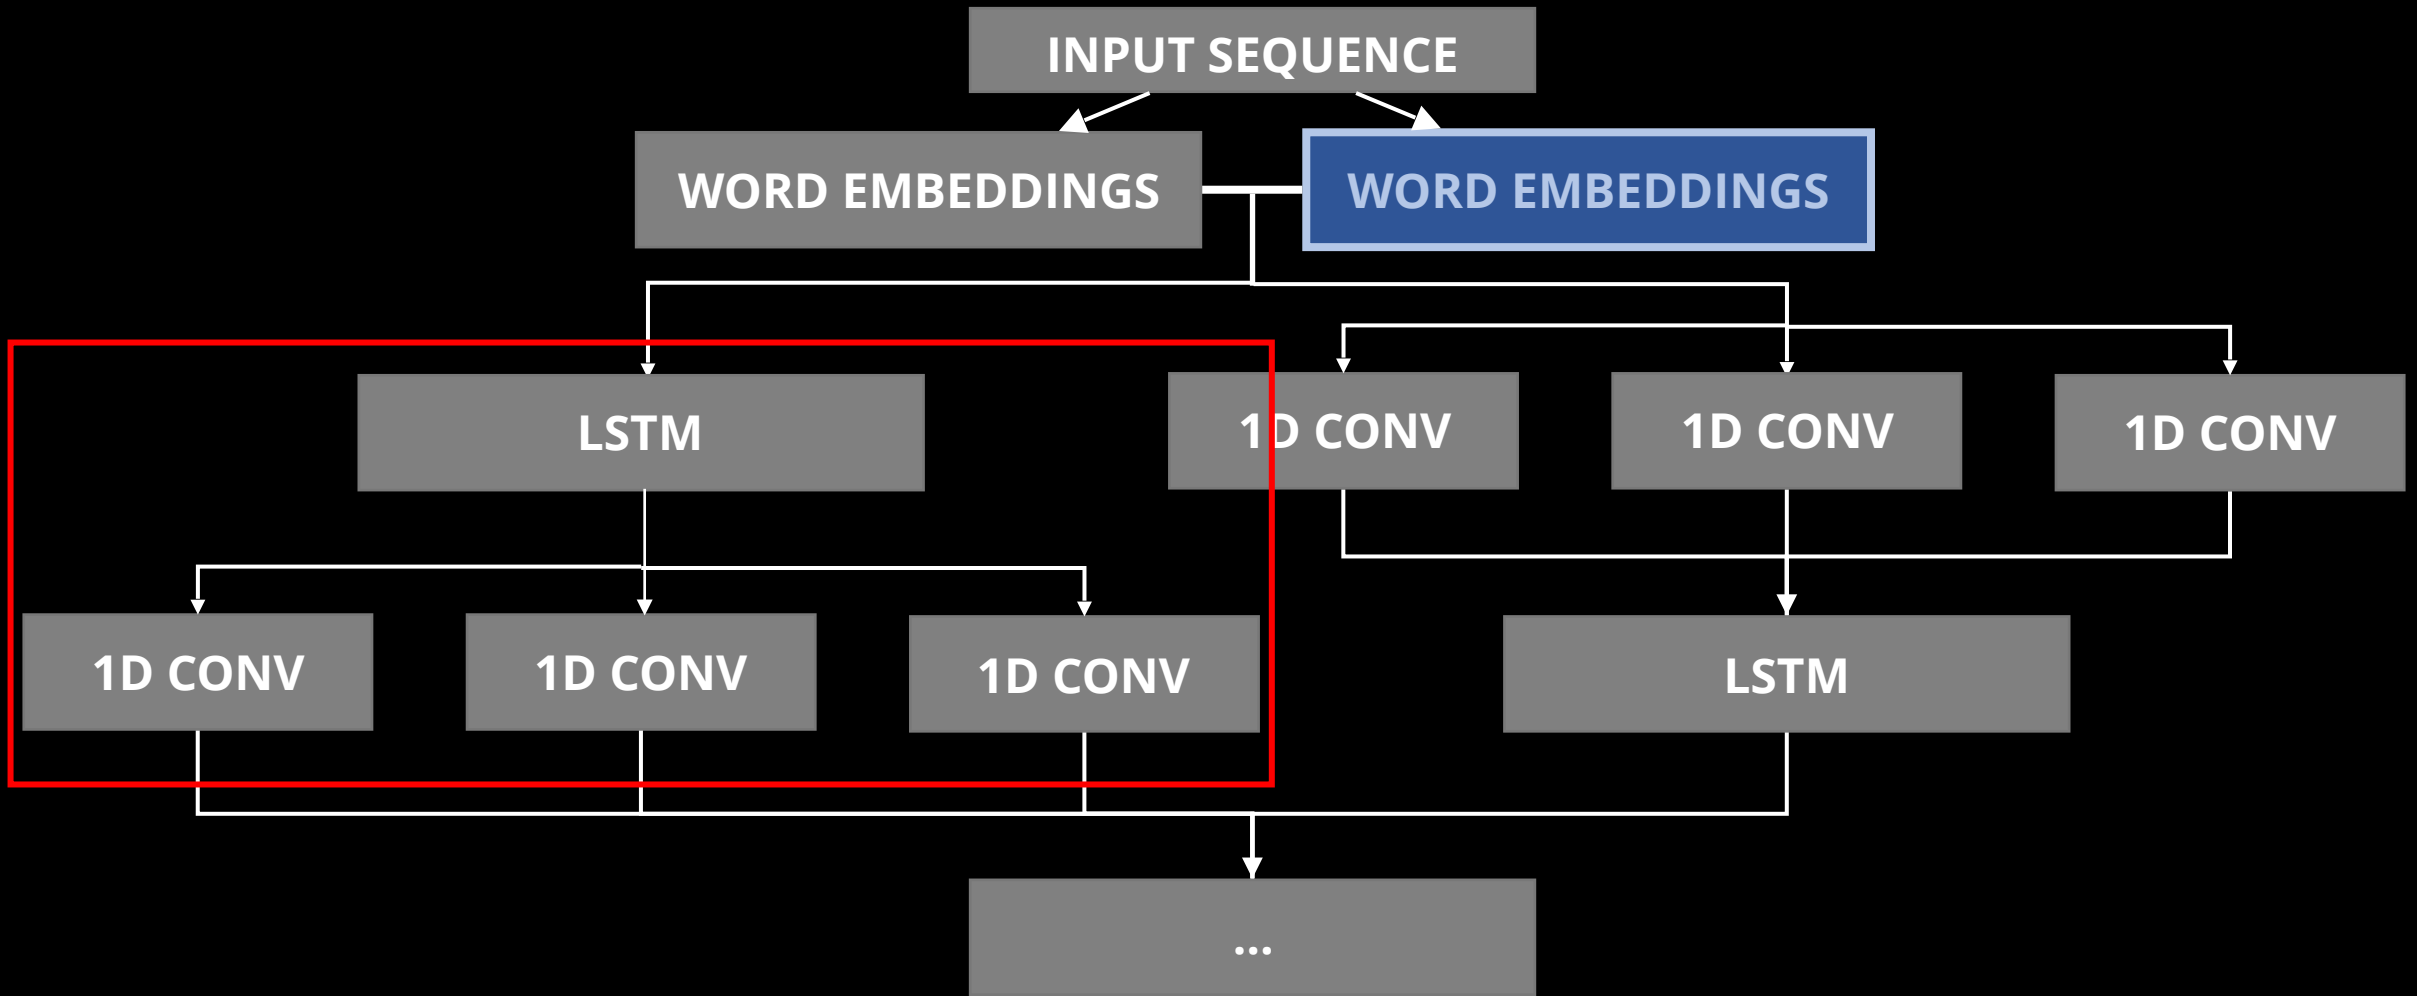 INPUT SEQUENCE
WORD EMBEDDINGS
WORD EMBEDDINGS
LSTM
1D CONV
1D CONV
1D CONV
1D CONV
1D CONV
1D CONV
LSTM
...